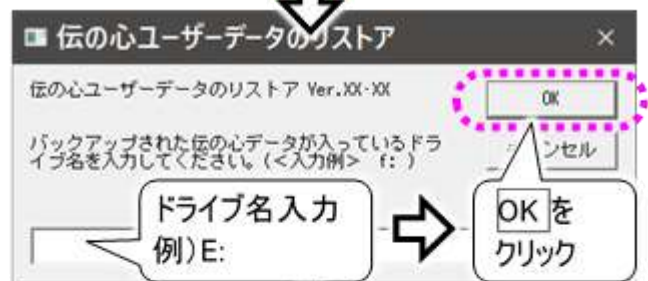 伝の心ユーザーデータのリストア
伝の心ユーザーデータのリストア Ver.XX-XX
OK
バックアップされた伝の心データが入っているドラ
イブ名を入力してください。(<入力例> f: )
ンセル
ドライブ名入力
例)E:
OK を
クリック